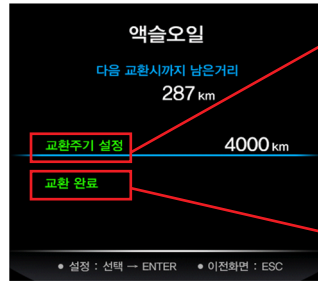 액슬오일
다음 교환시까지 남은거리
287 km
교환주기 설정 4000 km
교환 완료
● 설정 : 선택 → ENTER ● 이전화면 : ESC